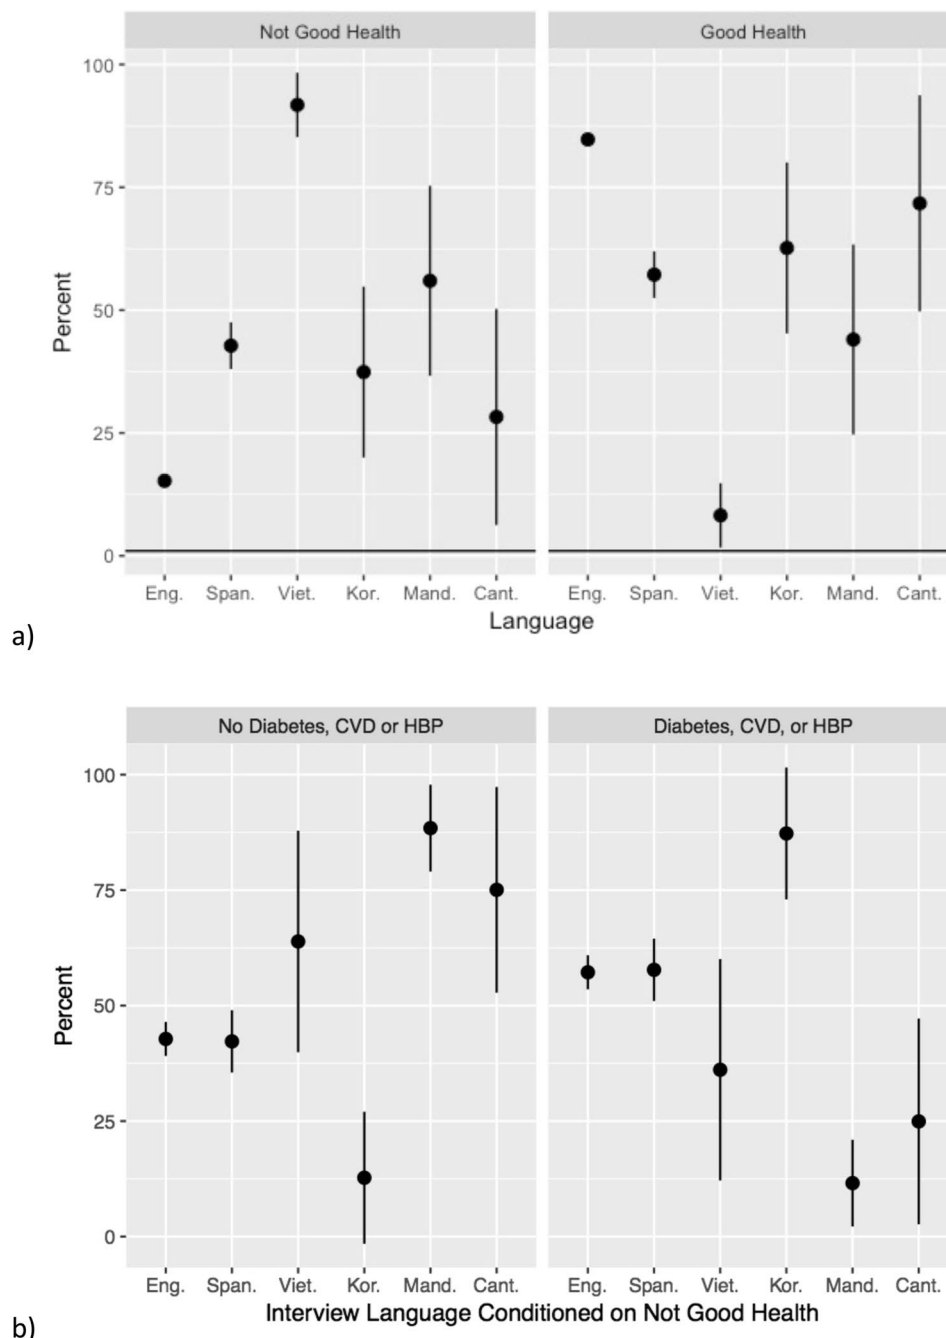 Not Good Health Good Health
100
75
50
25
0
Percent
Eng. Span. Viet. Kor. Mand. Cant. Eng. Span. Viet. Kor. Mand. Cant.
Language
a)
No Diabetes, CVD or HBP Diabetes, CVD, or HBP
100
75
50
25
0
Percent
Eng. Span. Viet. Kor. Mand. Cant. Eng. Span. Viet. Kor. Mand. Cant.
Interview Language Conditioned on Not Good Health
b)